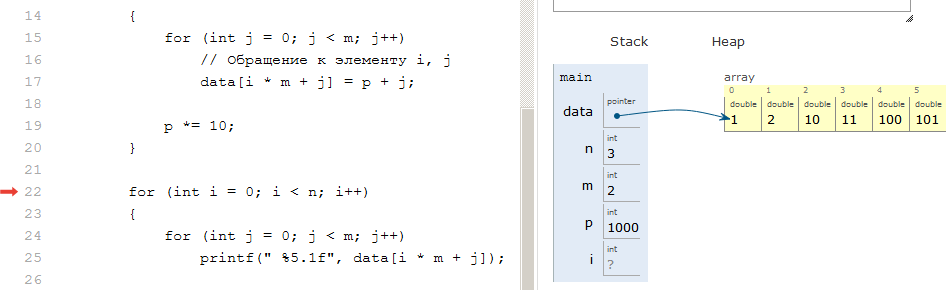 14 {
15 for (int j = 0; j < m; j++)
16 // Обращение к элементу i, j
17 data[i * m + j] = p + j;
18
19 p *= 10;
20 }
21
22 for (int i = 0; i < n; i++)
23 {
24 for (int j = 0; j < m; j++)
25 printf(" %5.1f", data[i * m + j]);
26
Stack Heap
main
data pointer
n int 3
m int 2
p int 1000
i int ?
array
0 1 2 3 4 5
double double double double double double
1 2 10 11 100 101